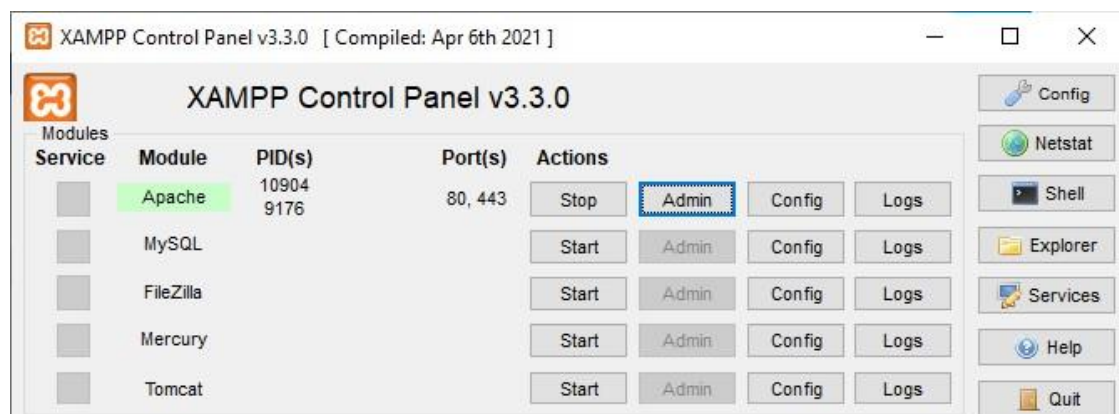 XAMPP Control Panel v3.3.0 [ Compiled: Apr 6th 2021 ]
XAMPP Control Panel v3.3.0
Config
Modules
Netstat
Service Module PID(s) Port(s) Actions
Apache 10904 80, 443 Stop Admin Config Logs
9176
Shell
MySQL Start Admin Config Logs
Explorer
FileZilla Start Admin Config Logs
Services
Mercury Start Admin Config Logs
Help
Tomcat Start Admin Config Logs
Quit